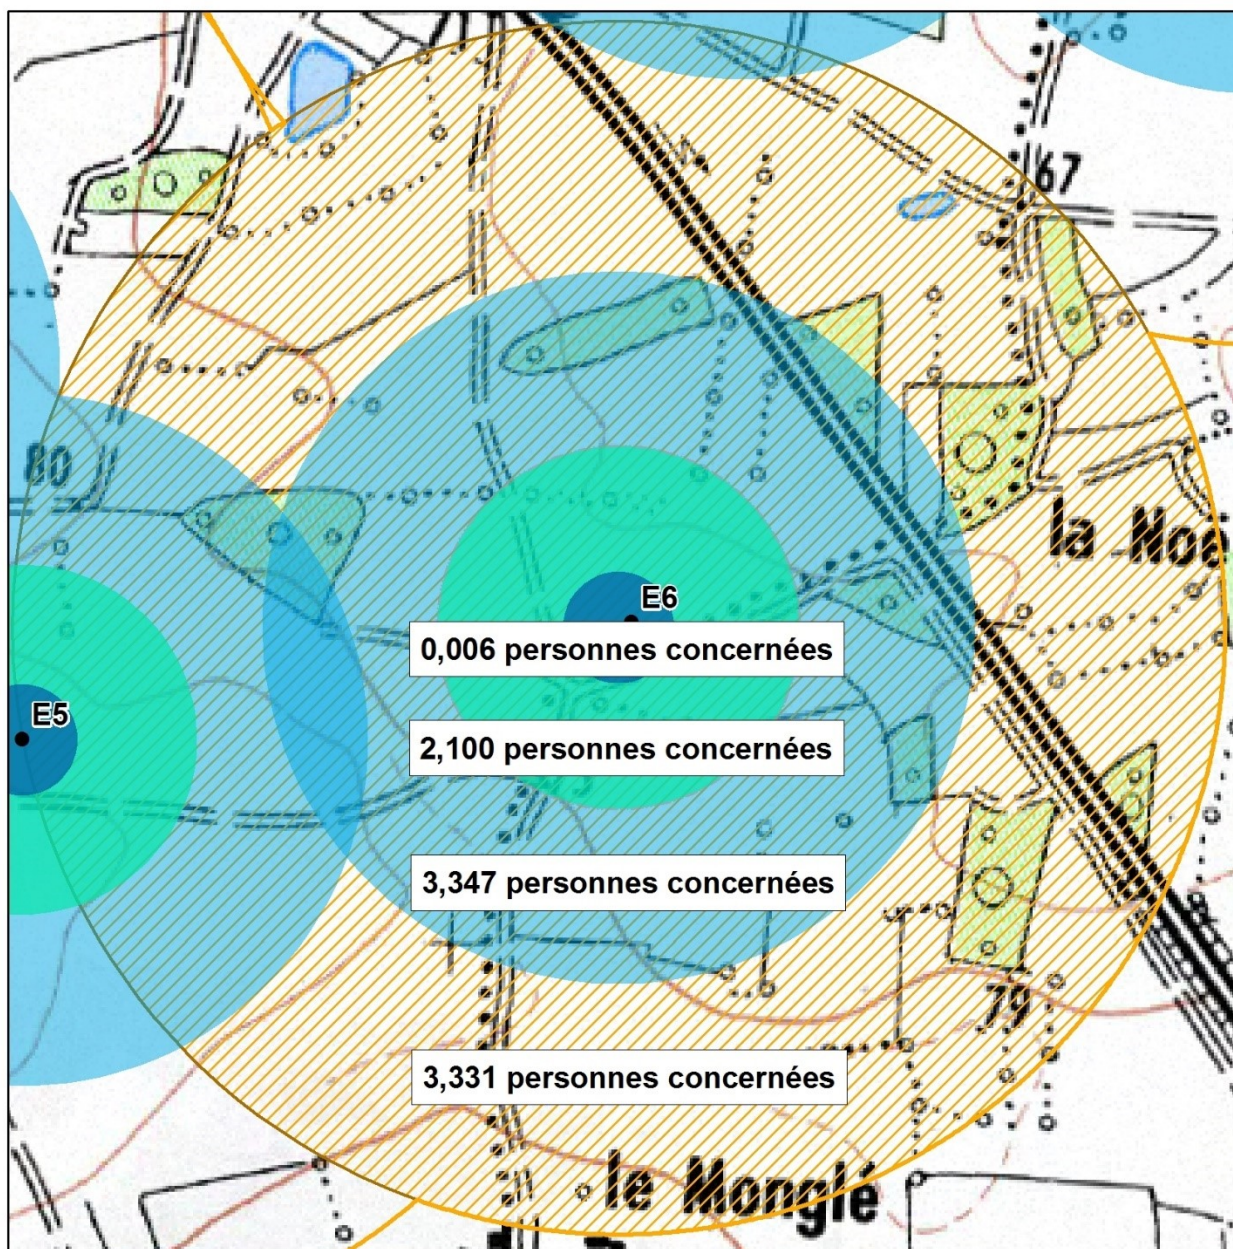 67
80
la Noë
E6
0,006 personnes concernées
E5
2,100 personnes concernées
3,347 personnes concernées
79
3,331 personnes concernées
le Monglé